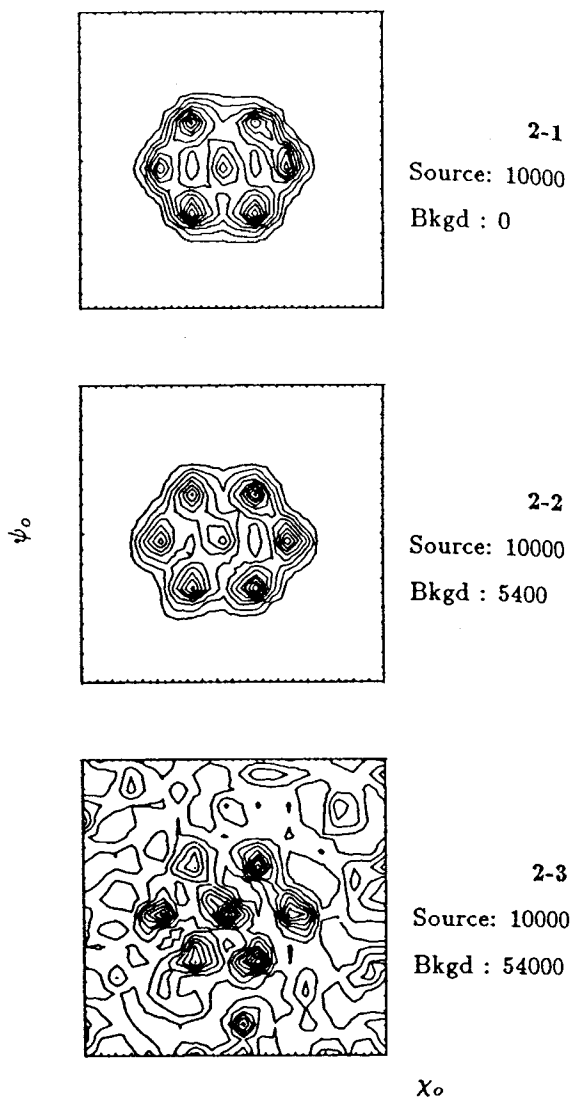 2-1
Source: 10000
Bkgd : 0
ψo
2-2
Source: 10000
Bkgd : 5400
2-3
Source: 10000
Bkgd : 54000
χo